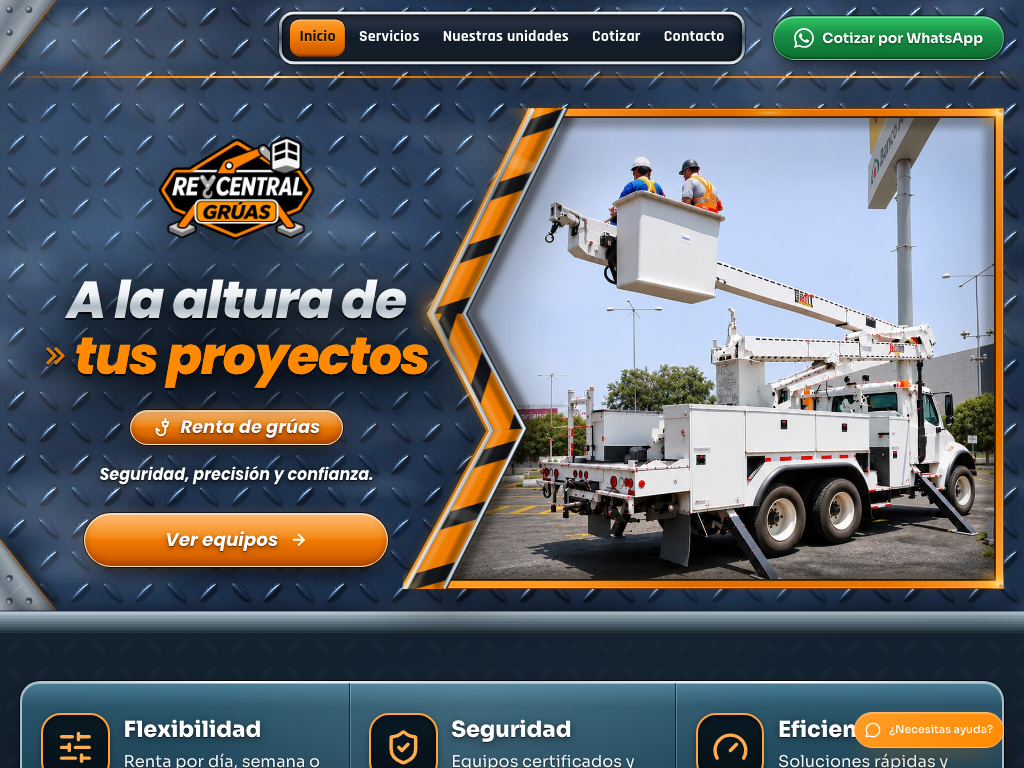 Inicio
Servicios
Nuestras unidades
Cotizar
Contacto
Cotizar por WhatsApp
REYCENTRAL
GRÚAS
A la altura de
» tus proyectos
Renta de grúas
Seguridad, precisión y confianza.
Ver equipos →
Flexibilidad
Renta por día, semana o
Seguridad
Equipos certificados y
Eficien
Soluciones rápidas y
¿Necesitas ayuda?